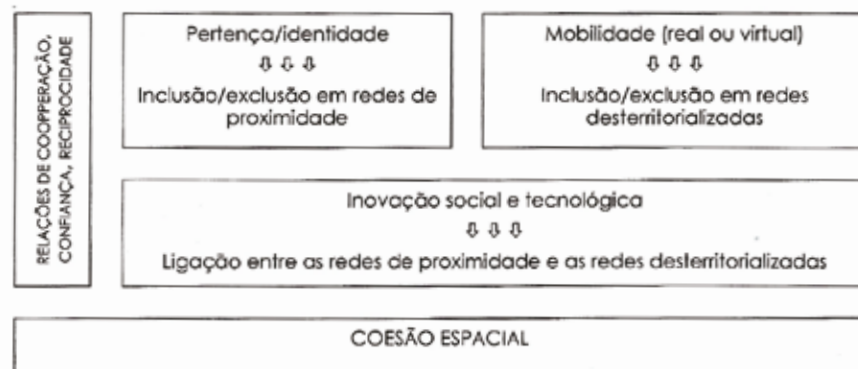 RELAÇÕES DE COOPPERAÇÃO,
CONFIANÇA, RECIPROCIDADE
Pertença/identidade
Inclusão/exclusão em redes de
proximidade
Mobilidade (real ou virtual)
Inclusão/exclusão em redes
desterritorializadas
Inovação social e tecnológica
Ligação entre as redes de proximidade e as redes desterritorializadas
COESÃO ESPACIAL